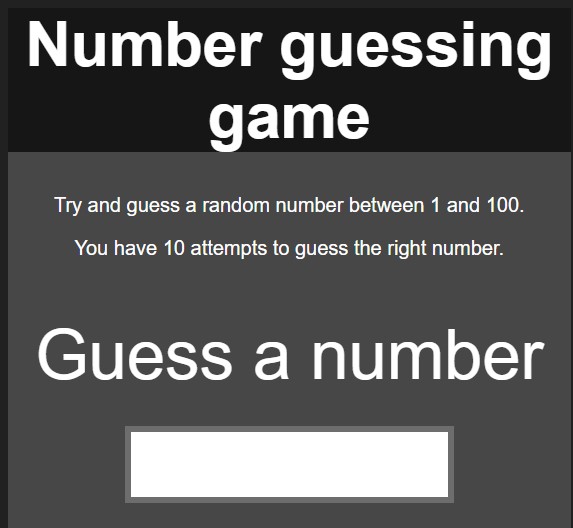 Number guessing
game
Try and guess a random number between 1 and 100.
You have 10 attempts to guess the right number.
Guess a number